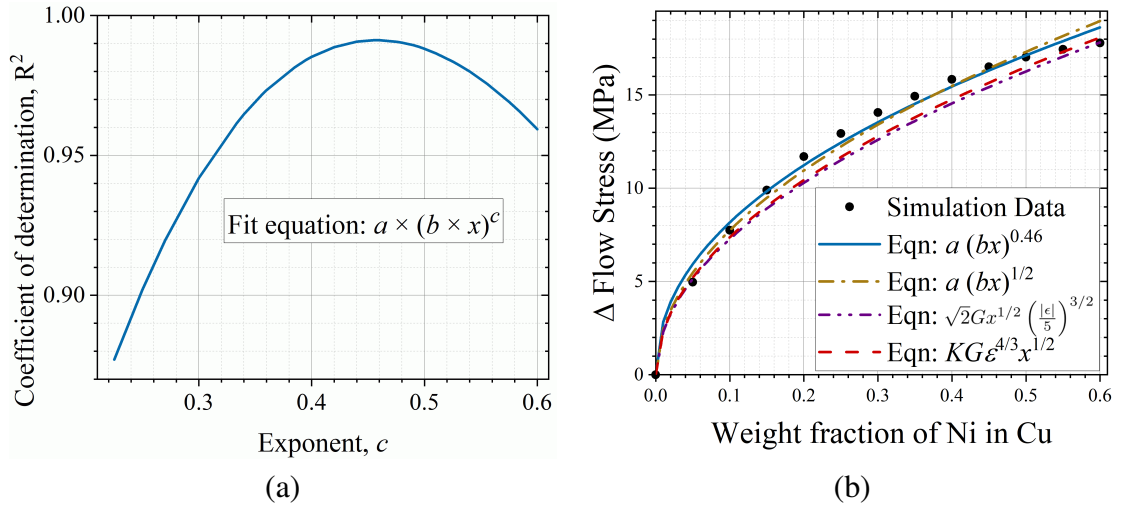 1.00
0.95
0.90
Coefficient of determination, R²
Fit equation: a × (b × x)ᶜ
0.3 0.4 0.5 0.6
Exponent, c
(a)
15
10
5
0
Δ Flow Stress (MPa)
Simulation Data
Eqn: a (bx)^0.46
Eqn: a (bx)^1/2
Eqn: √2Gx^1/2 (|ϵ|/5)^3/2
Eqn: KGε^4/3x^1/2
0.0 0.1 0.2 0.3 0.4 0.5 0.6
Weight fraction of Ni in Cu
(b)